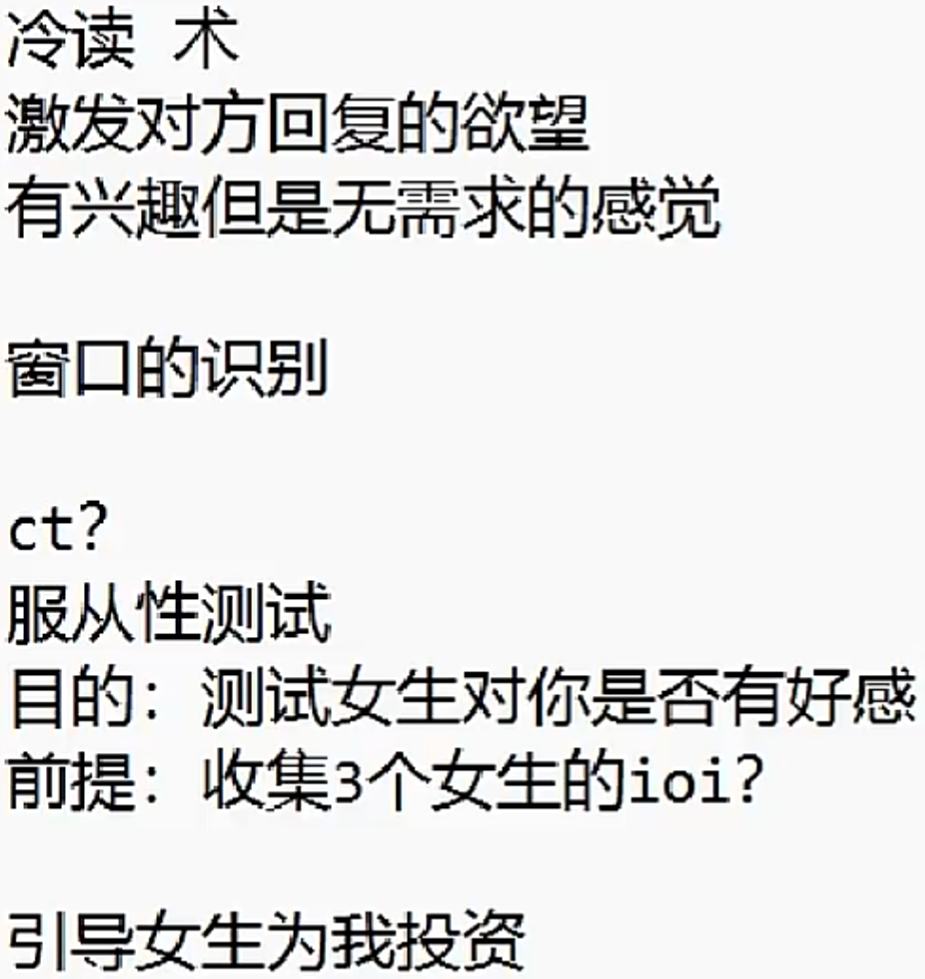 冷读 术
激发对方回复的欲望
有兴趣但是无需求的感觉
窗口的识别
ct?
服从性测试
目的：测试女生对你是否有好感
前提：收集3个女生的ioi?
引导女生为我投资